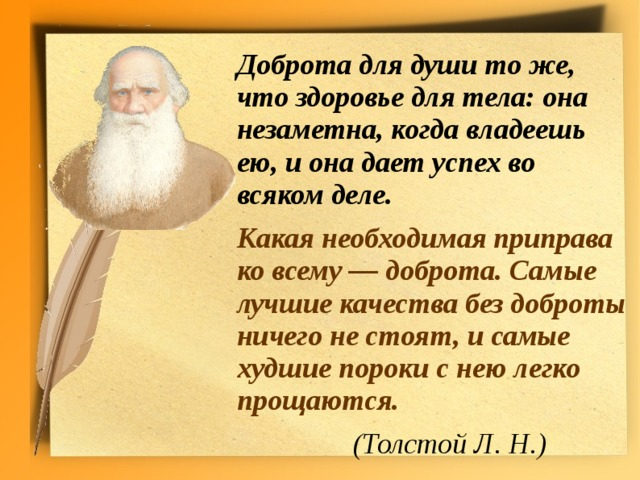 Доброта для души то же,
что здоровье для тела: она
незаметна, когда владеешь
ею, и она дает успех во
всяком деле.
Какая необходимая приправа
ко всему — доброта. Самые
лучшие качества без доброты
ничего не стоят, и самые
худшие пороки с нею легко
прощаются.
(Толстой Л. Н.)